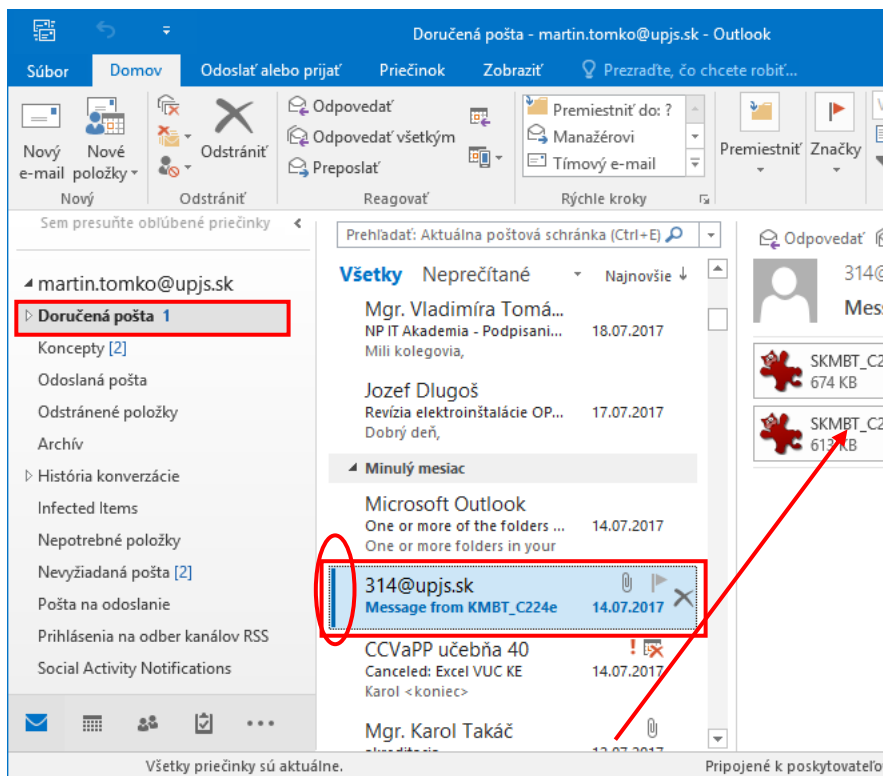 Doručená pošta - martin.tomko@upjs.sk - Outlook
Súbor Domov Odoslať alebo prijať Priečinok Zobraziť Prezraďte, čo chcete robiť...
Nový e-mail
Nové položky
Nový
Odstrániť
Odstrániť
Odpovedať
Odpovedať všetkým
Preposlať
Reagovať
Premiestniť do: ?
Manažérovi
Tímový e-mail
Rýchle kroky
Premiestniť
Značky
Sem presuňte obľúbené priečinky
martin.tomko@upjs.sk
Doručená pošta 1
Koncepty [2]
Odoslaná pošta
Odstránené položky
Archív
História konverzácie
Infected Items
Nepotrebné položky
Nevyžiadaná pošta [2]
Pošta na odoslanie
Prihlásenia na odber kanálov RSS
Social Activity Notifications
Prehľadať: Aktuálna poštová schránka (Ctrl+E)
Všetky Neprečítané Najnovšie
Mgr. Vladimíra Tomá...
NP IT Akademia - Podpisani... 18.07.2017
Mili kolegovia,
Jozef Dlugoš
Revízia elektroinštalácie OP... 17.07.2017
Dobrý deň,
Minulý mesiac
Microsoft Outlook
One or more of the folders ... 14.07.2017
One or more folders in your
314@upjs.sk
Message from KMBT_C224e 14.07.2017
CCVaPP učebňa 40
Canceled: Excel VUC KE 14.07.2017
Karol <koniec>
Mgr. Karol Takáč
Odpovedať
314@
Mes
SKMBT_C2
674 KB
SKMBT_C2
613 KB
Všetky priečinky sú aktuálne.
Pripojené k poskytovateľo